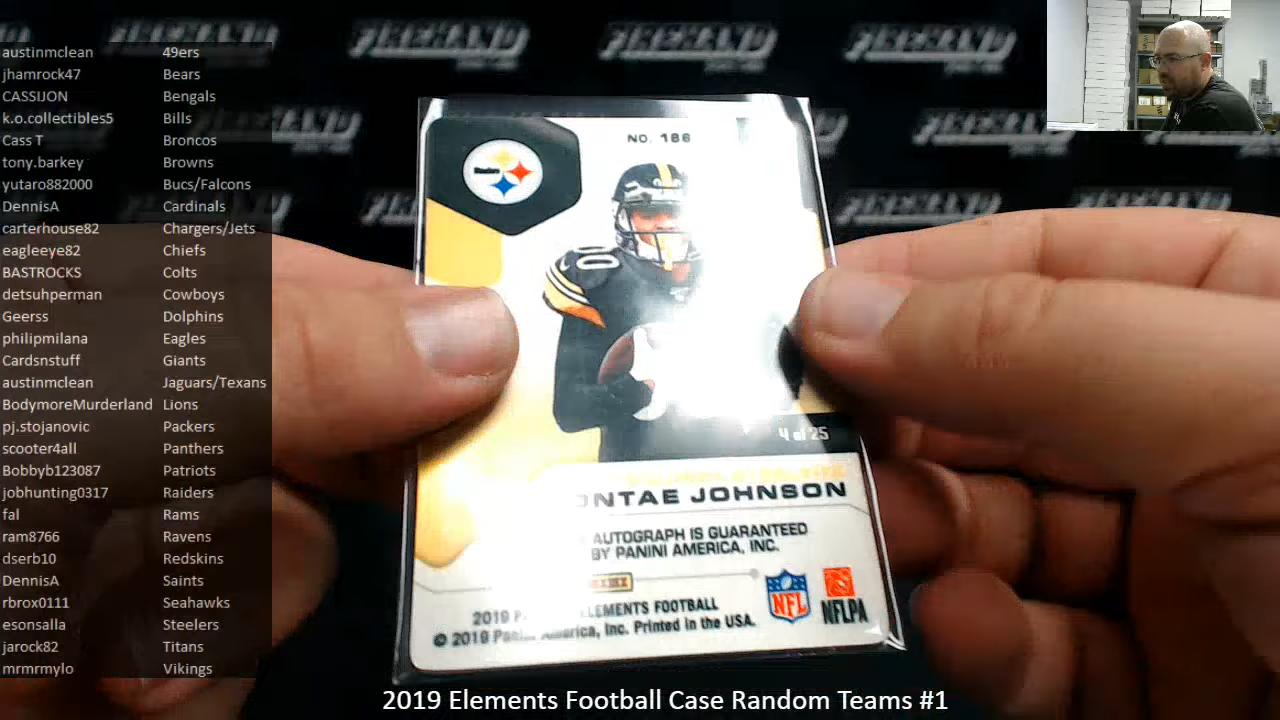 austinmclean 49ers
jhamrock47 Bears
CASSIJON Bengals
k.o.collectibles5 Bills
Cass T Broncos
tony.barkey Browns
yutaro882000 Bucs/Falcons
DennisA Cardinals
carterhouse82 Chargers/Jets
eagleeye82 Chiefs
BASTROCKS Colts
detsuhperman Cowboys
Geerss Dolphins
philipmilana Eagles
Cardsnstuff Giants
austinmclean Jaguars/Texans
BodymoreMurderland Lions
pj.stojanovic Packers
scooter4all Panthers
Bobbyb123087 Patriots
jobhunting0317 Raiders
fal Rams
ram8766 Ravens
dserb10 Redskins
DennisA Saints
rbrox0111 Seahawks
esonsalla Steelers
jarock82 Titans
mrmrmylo Vikings
NO. 186
Steelers
4 of 25
ONTAE JOHNSON
AUTOGRAPH IS GUARANTEED
BY PANINI AMERICA, INC.
2019 ELEMENTS FOOTBALL
© 2019 Panini America, Inc. Printed in the USA.
NFL
NFLPA
2019 Elements Football Case Random Teams #1